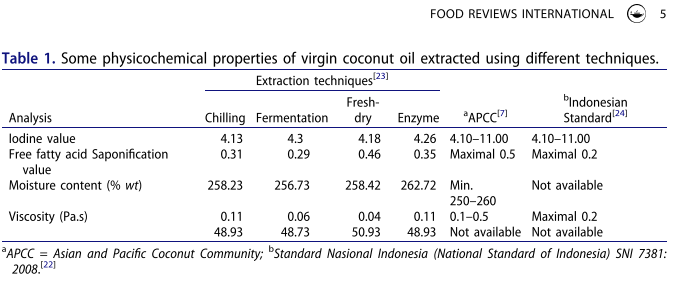 FOOD REVIEWS INTERNATIONAL 5
Table 1. Some physicochemical properties of virgin coconut oil extracted using different techniques.
Extraction techniques[23]
Analysis Chilling Fermentation Fresh-dry Enzyme aAPCC[7] bIndonesian Standard[24]
Iodine value 4.13 4.3 4.18 4.26 4.10–11.00 4.10–11.00
Free fatty acid Saponification value 0.31 0.29 0.46 0.35 Maximal 0.5 Maximal 0.2
Moisture content (% wt) 258.23 256.73 258.42 262.72 Min. 250–260 Not available
Viscosity (Pa.s) 0.11 0.06 0.04 0.11 0.1–0.5 Maximal 0.2
48.93 48.73 50.93 48.93 Not available Not available
aAPCC = Asian and Pacific Coconut Community; bStandard Nasional Indonesia (National Standard of Indonesia) SNI 7381:
2008.[22]